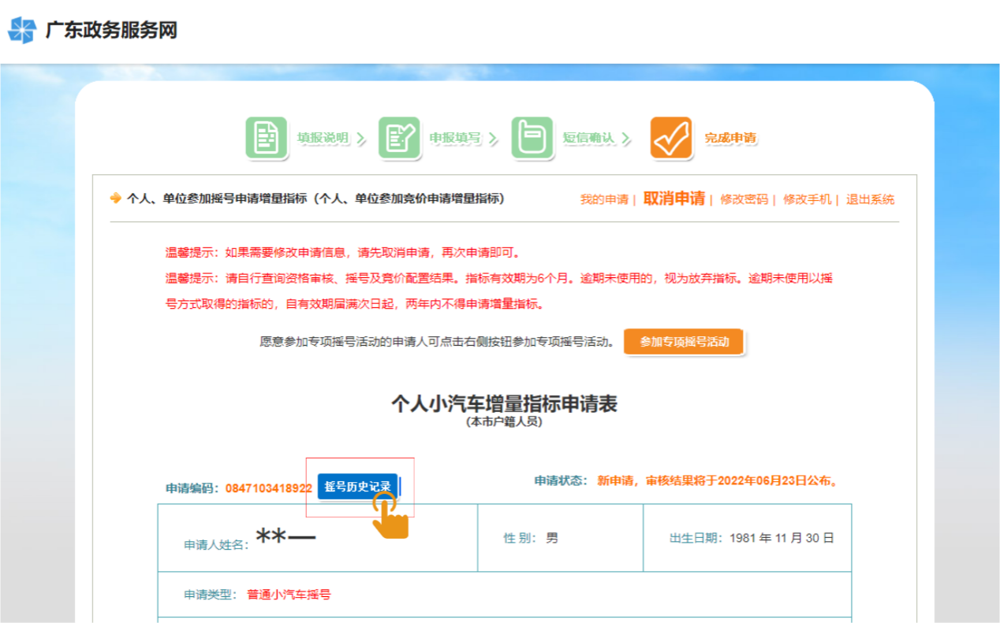 广东政务服务网
填报说明 申报填写 短信确认 完成申请
个人、单位参加摇号申请增量指标（个人、单位参加竞价申请增量指标） 我的申请| 取消申请| 修改密码| 修改手机| 退出系统
温馨提示：如果需要修改申请信息，请先取消申请，再次申请即可。
温馨提示：请自行查询资格审核、摇号及竞价配置结果。指标有效期为6个月。逾期未使用的，视为放弃指标。逾期未使用以摇
号方式取得的指标的，自有效期届满次日起，两年内不得申请增量指标。
愿意参加专项摇号活动的申请人可点击右侧按钮参加专项摇号活动。 参加专项摇号活动
个人小汽车增量指标申请表
(本市户籍人员)
申请编码：0847103418922 摇号历史记录 申请状态： 新申请，审核结果将于2022年06月23日公布。
申请人姓名：**一 性 别： 男 出生日期：1981 年 11 月 30 日
申请类型： 普通小汽车摇号